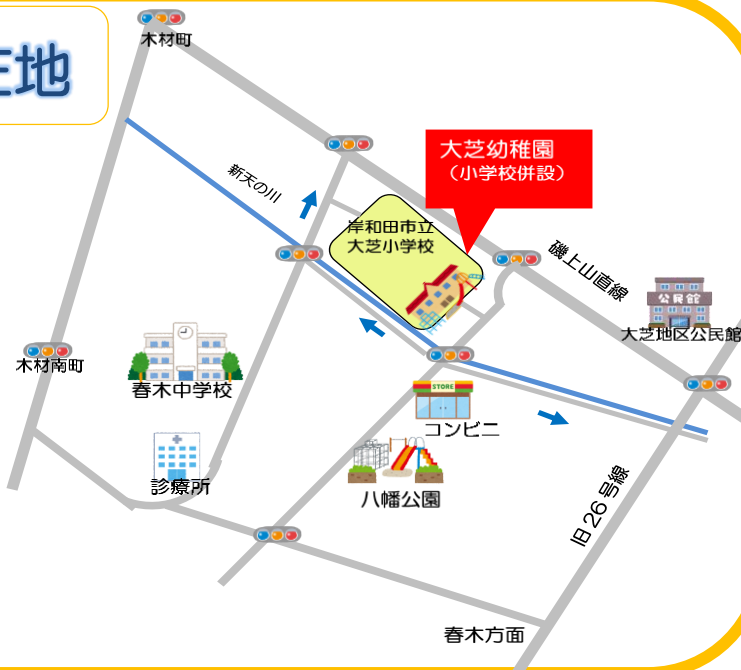 在地
木材町
新天の川
大芝幼稚園
（小学校併設）
岸和田市立
大芝小学校
磯上山直線
公民館
大芝地区公民館
木材南町
春木中学校
STORE
コンビニ
診療所
八幡公園
旧26号線
春木方面